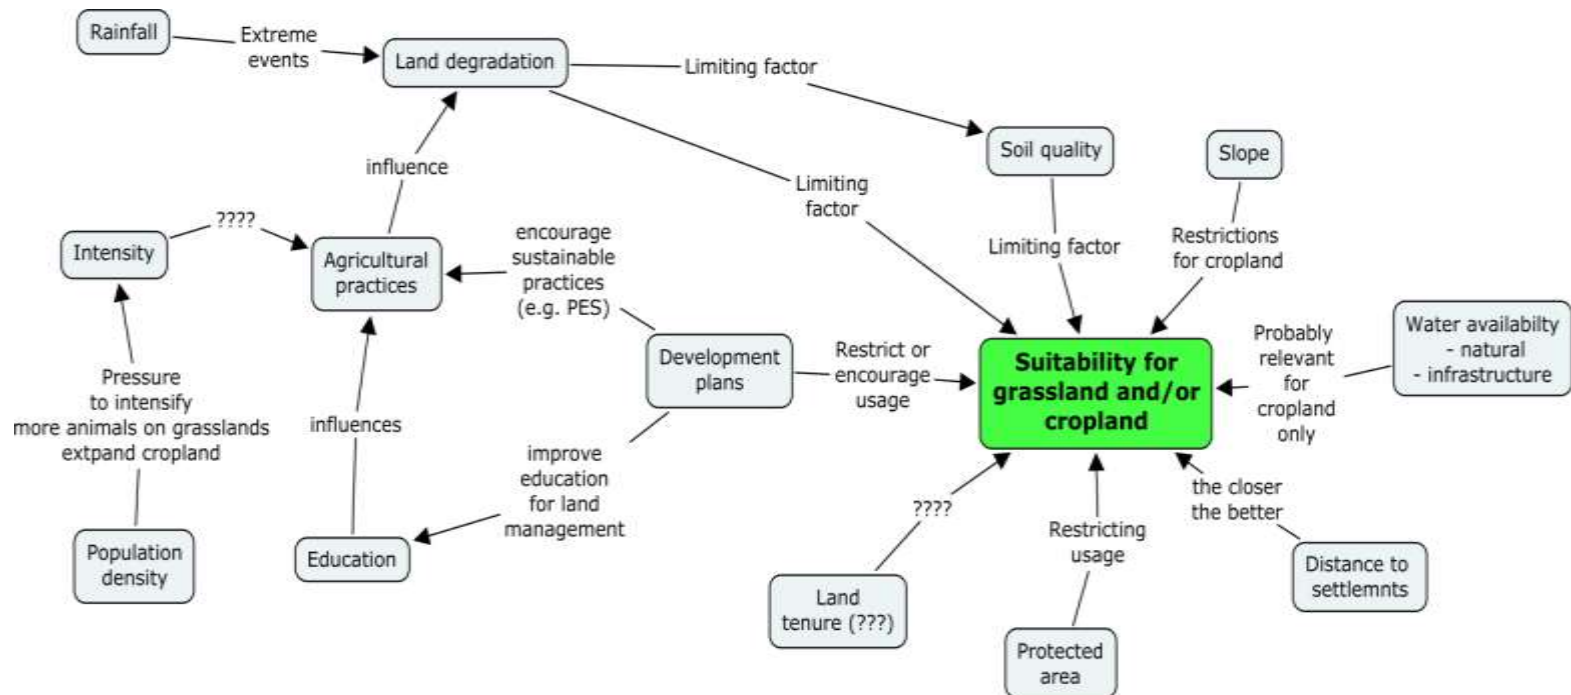 Rainfall
Extreme
events
Land degradation
Limiting factor
Soil quality
Slope
influence
Limiting
factor
????
Intensity
Agricultural
practices
encourage
sustainable
practices
(e.g. PES)
Limiting factor
Restrictions
for cropland
Development
plans
Restrict or
encourage
usage
Suitability for
grassland and/or
cropland
Probably
relevant
for
cropland
only
Water availabilty
- natural
- infrastructure
Pressure
to intensify
more animals on grasslands
extpand cropland
influences
improve
education
for land
management
????
Restricting
usage
the closer
the better
Population
density
Education
Land
tenure (???)
Protected
area
Distance to
settlemnts